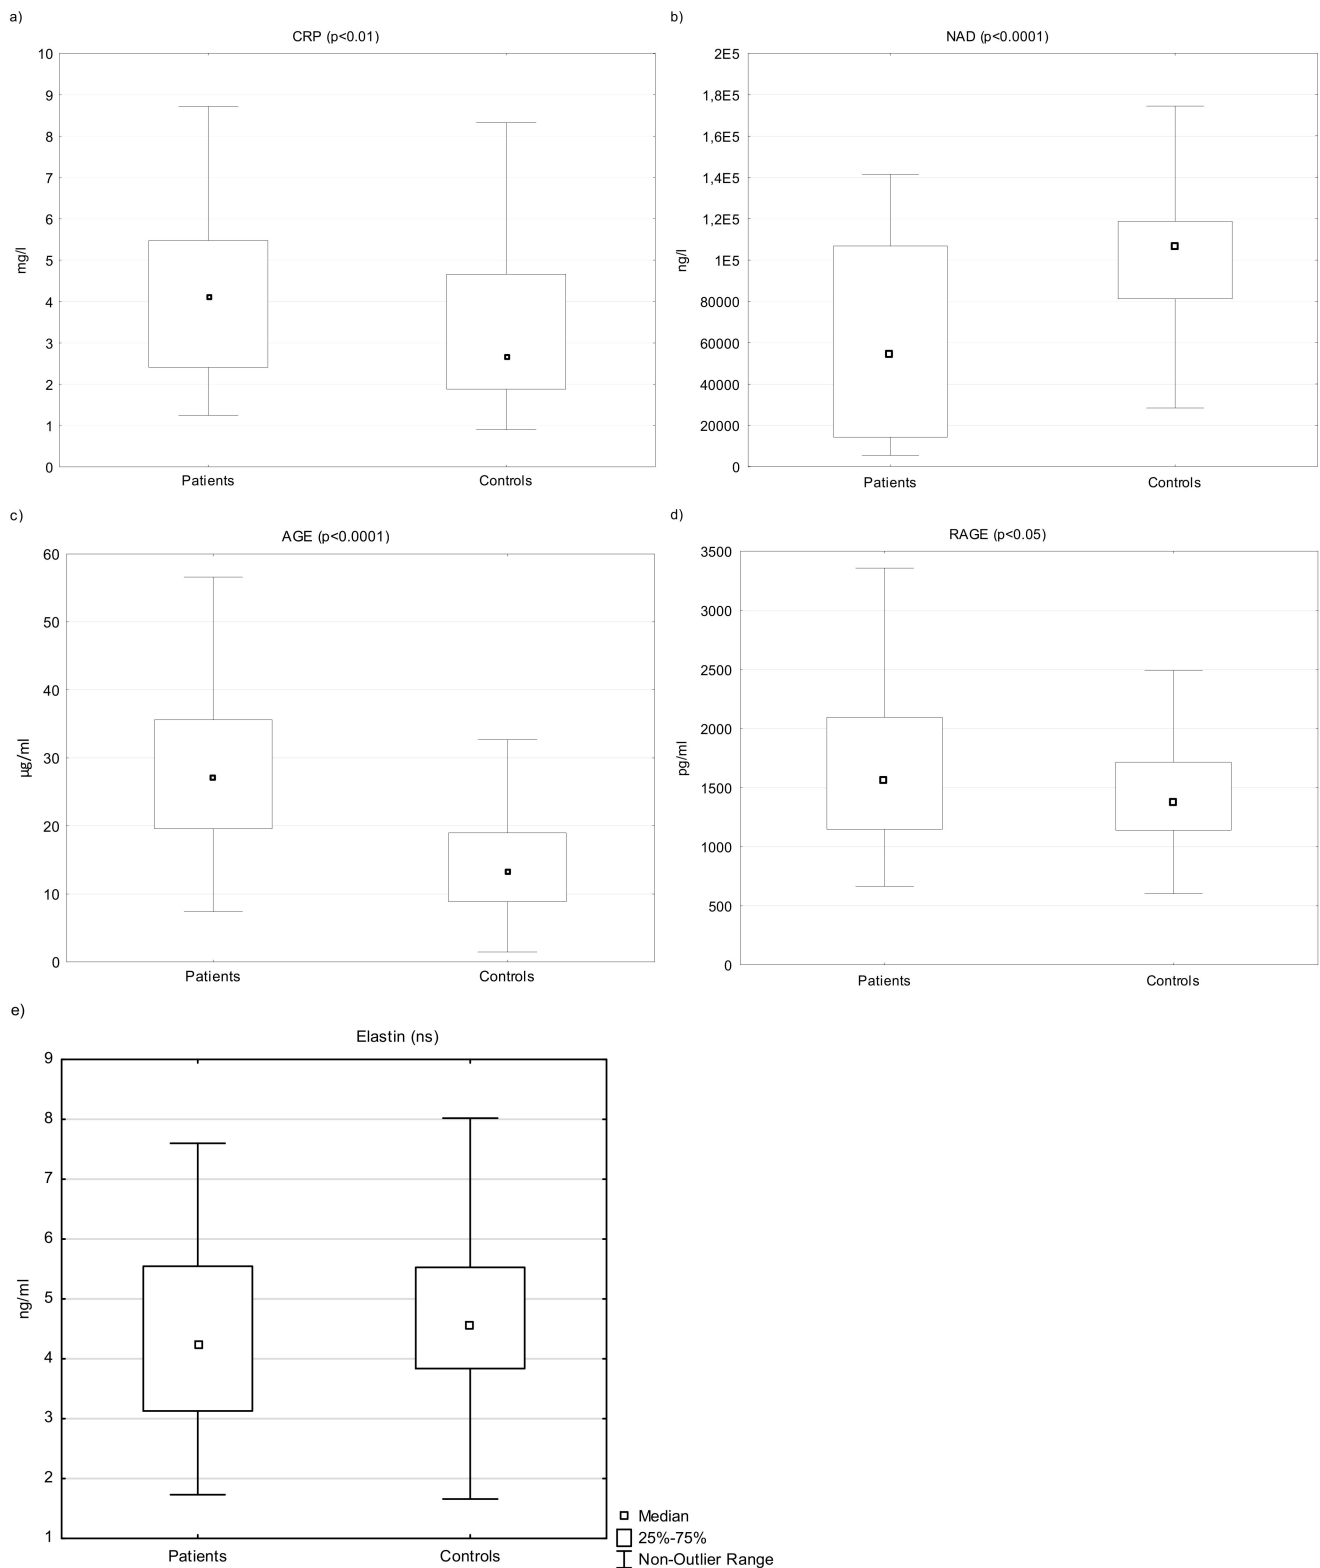 a)
CRP (p<0.01)
10
9
8
7
6
5
4
3
2
1
0
mg/l
Patients
Controls
b)
NAD (p<0.0001)
2E5
1,8E5
1,6E5
1,4E5
1,2E5
1E5
80000
60000
40000
20000
0
ng/l
Patients
Controls
c)
AGE (p<0.0001)
60
50
40
30
20
10
0
µg/ml
Patients
Controls
d)
RAGE (p<0.05)
3500
3000
2500
2000
1500
1000
500
0
pg/ml
Patients
Controls
e)
Elastin (ns)
9
8
7
6
5
4
3
2
1
ng/ml
Patients
Controls
Median
25%-75%
Non-Outlier Range